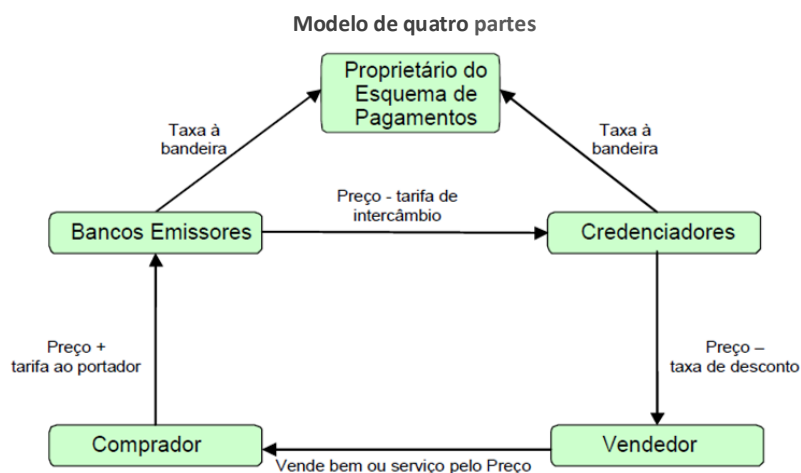 Modelo de quatro partes
Proprietário do
Esquema de
Pagamentos
Taxa à
bandeira
Taxa à
bandeira
Preço - tarifa de
intercâmbio
Bancos Emissores
Credenciadores
Preço +
tarifa ao portador
Preço –
taxa de desconto
Comprador
Vendedor
Vende bem ou serviço pelo Preço